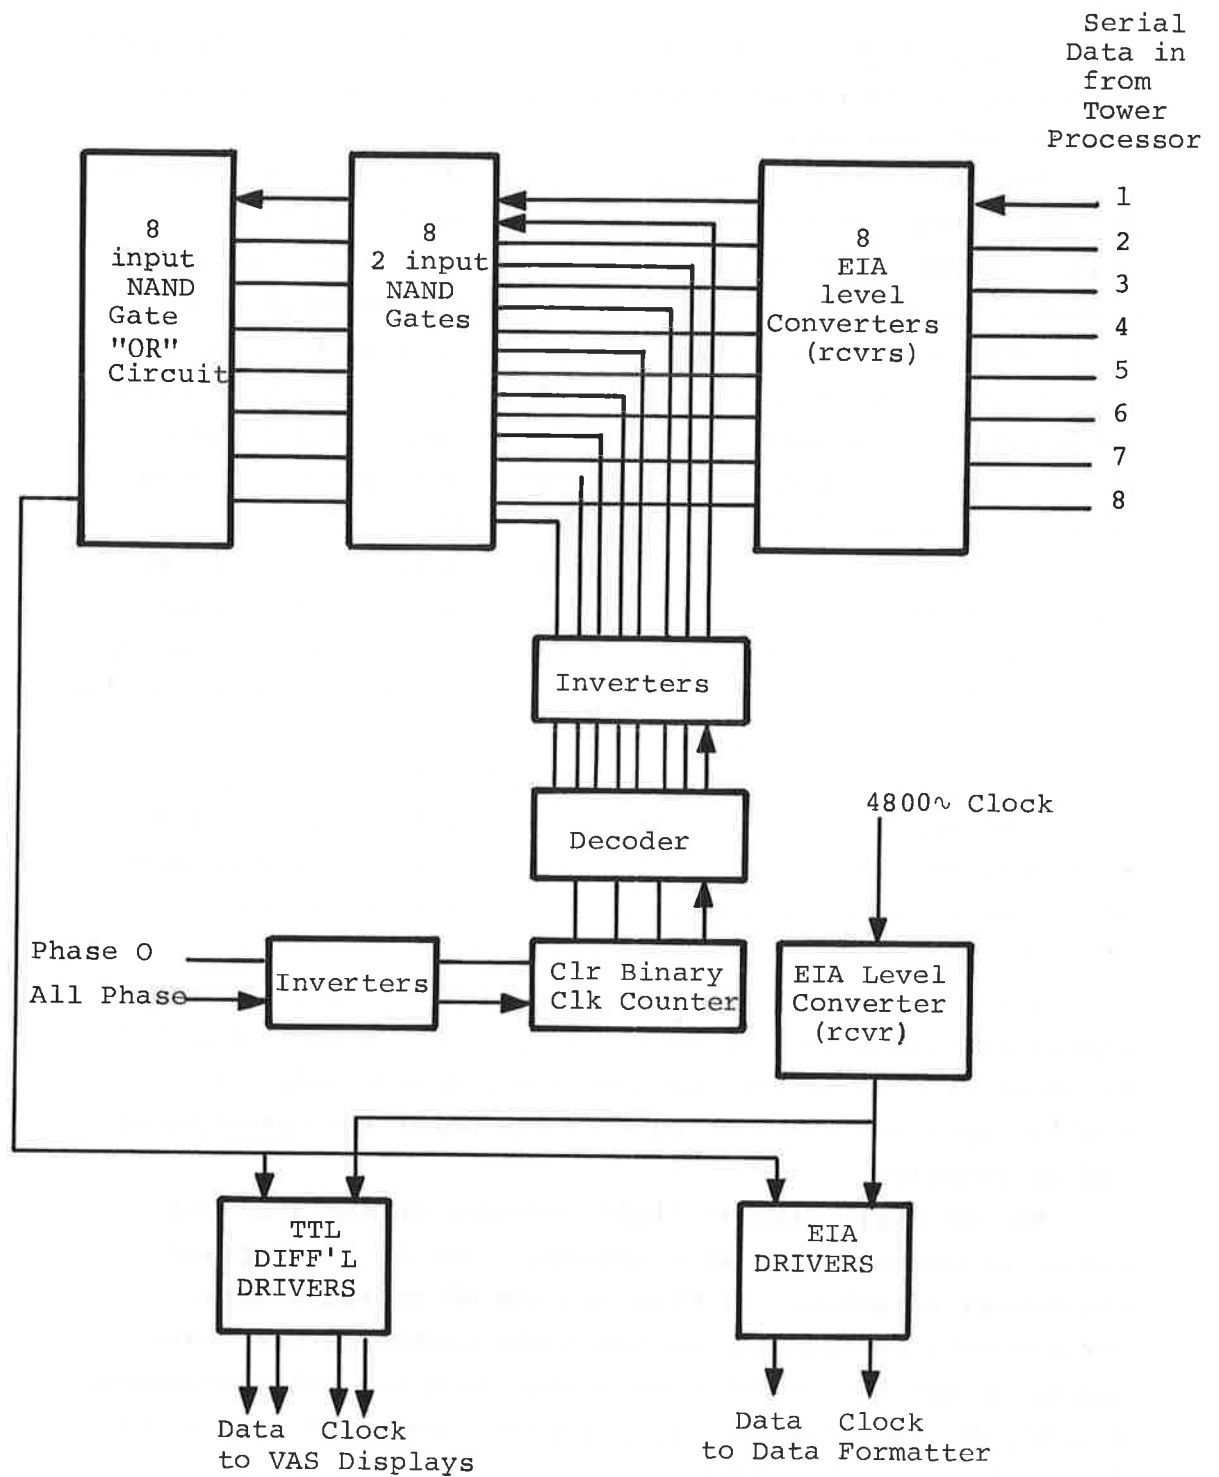 Serial
Data in
from
Tower
Processor
1
2
3
4
5
6
7
8
8
input
NAND
Gate
"OR"
Circuit
8
2 input
NAND
Gates
8
EIA
level
Converters
(rcvrs)
Inverters
Decoder
4800~ Clock
Phase O
All Phase
Inverters
Clr Binary
Clk Counter
EIA Level
Converter
(rcvr)
TTL
DIFF'L
DRIVERS
EIA
DRIVERS
Data Clock
to VAS Displays
Data Clock
to Data Formatter